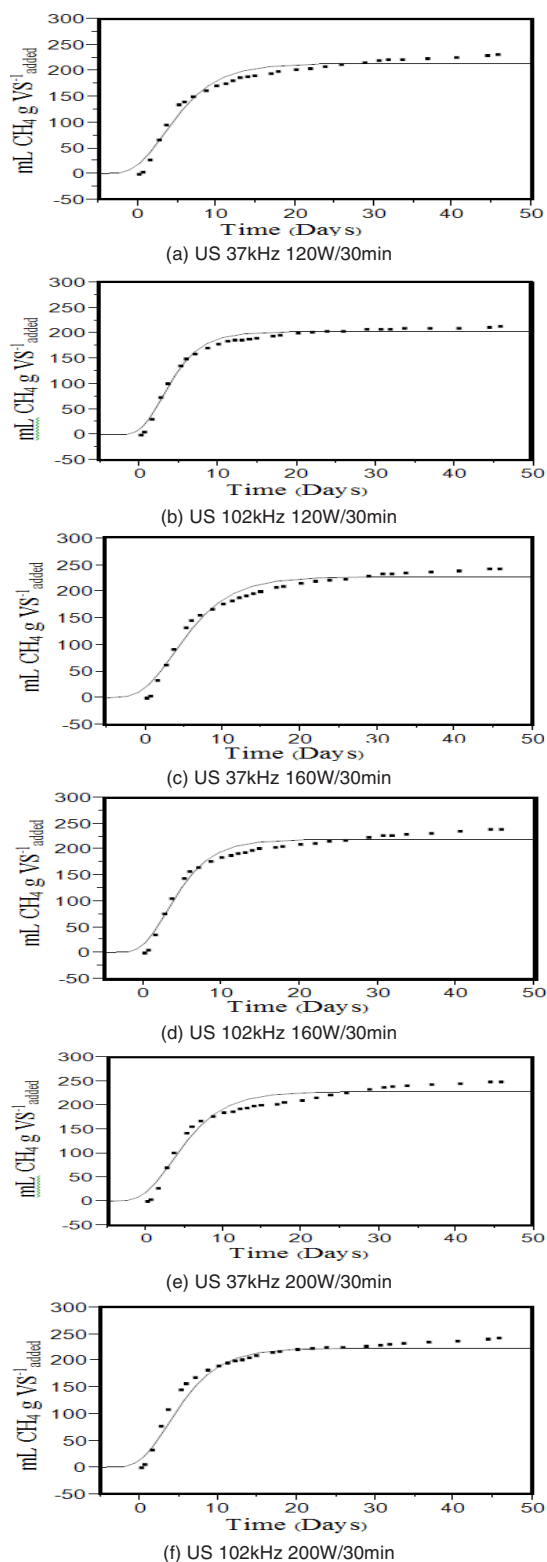 300
250
200
150
100
50
0
-50
mL CH₄ g VS⁻¹added
0 10 20 30 40 50
Time (Days)
(a) US 37kHz 120W/30min
300
250
200
150
100
50
0
-50
mL CH₄ g VS⁻¹added
0 10 20 30 40 50
Time (Days)
(b) US 102kHz 120W/30min
300
250
200
150
100
50
0
-50
mL CH₄ g VS⁻¹added
0 10 20 30 40 50
Time (Days)
(c) US 37kHz 160W/30min
300
250
200
150
100
50
0
-50
mL CH₄ g VS⁻¹added
0 10 20 30 40 50
Time (Days)
(d) US 102kHz 160W/30min
300
250
200
150
100
50
0
-50
mL CH₄ g VS⁻¹added
0 10 20 30 40 50
Time (Days)
(e) US 37kHz 200W/30min
300
250
200
150
100
50
0
-50
mL CH₄ g VS⁻¹added
0 10 20 30 40 50
Time (Days)
(f) US 102kHz 200W/30min